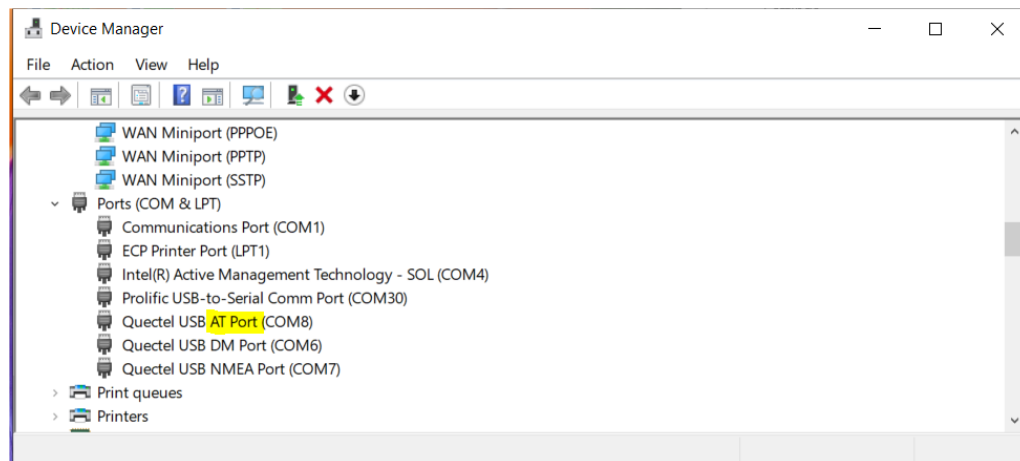 Device Manager
File Action View Help
WAN Miniport (PPPOE)
WAN Miniport (PPTP)
WAN Miniport (SSTP)
Ports (COM & LPT)
Communications Port (COM1)
ECP Printer Port (LPT1)
Intel(R) Active Management Technology - SOL (COM4)
Prolific USB-to-Serial Comm Port (COM30)
Quectel USB AT Port (COM8)
Quectel USB DM Port (COM6)
Quectel USB NMEA Port (COM7)
Print queues
Printers